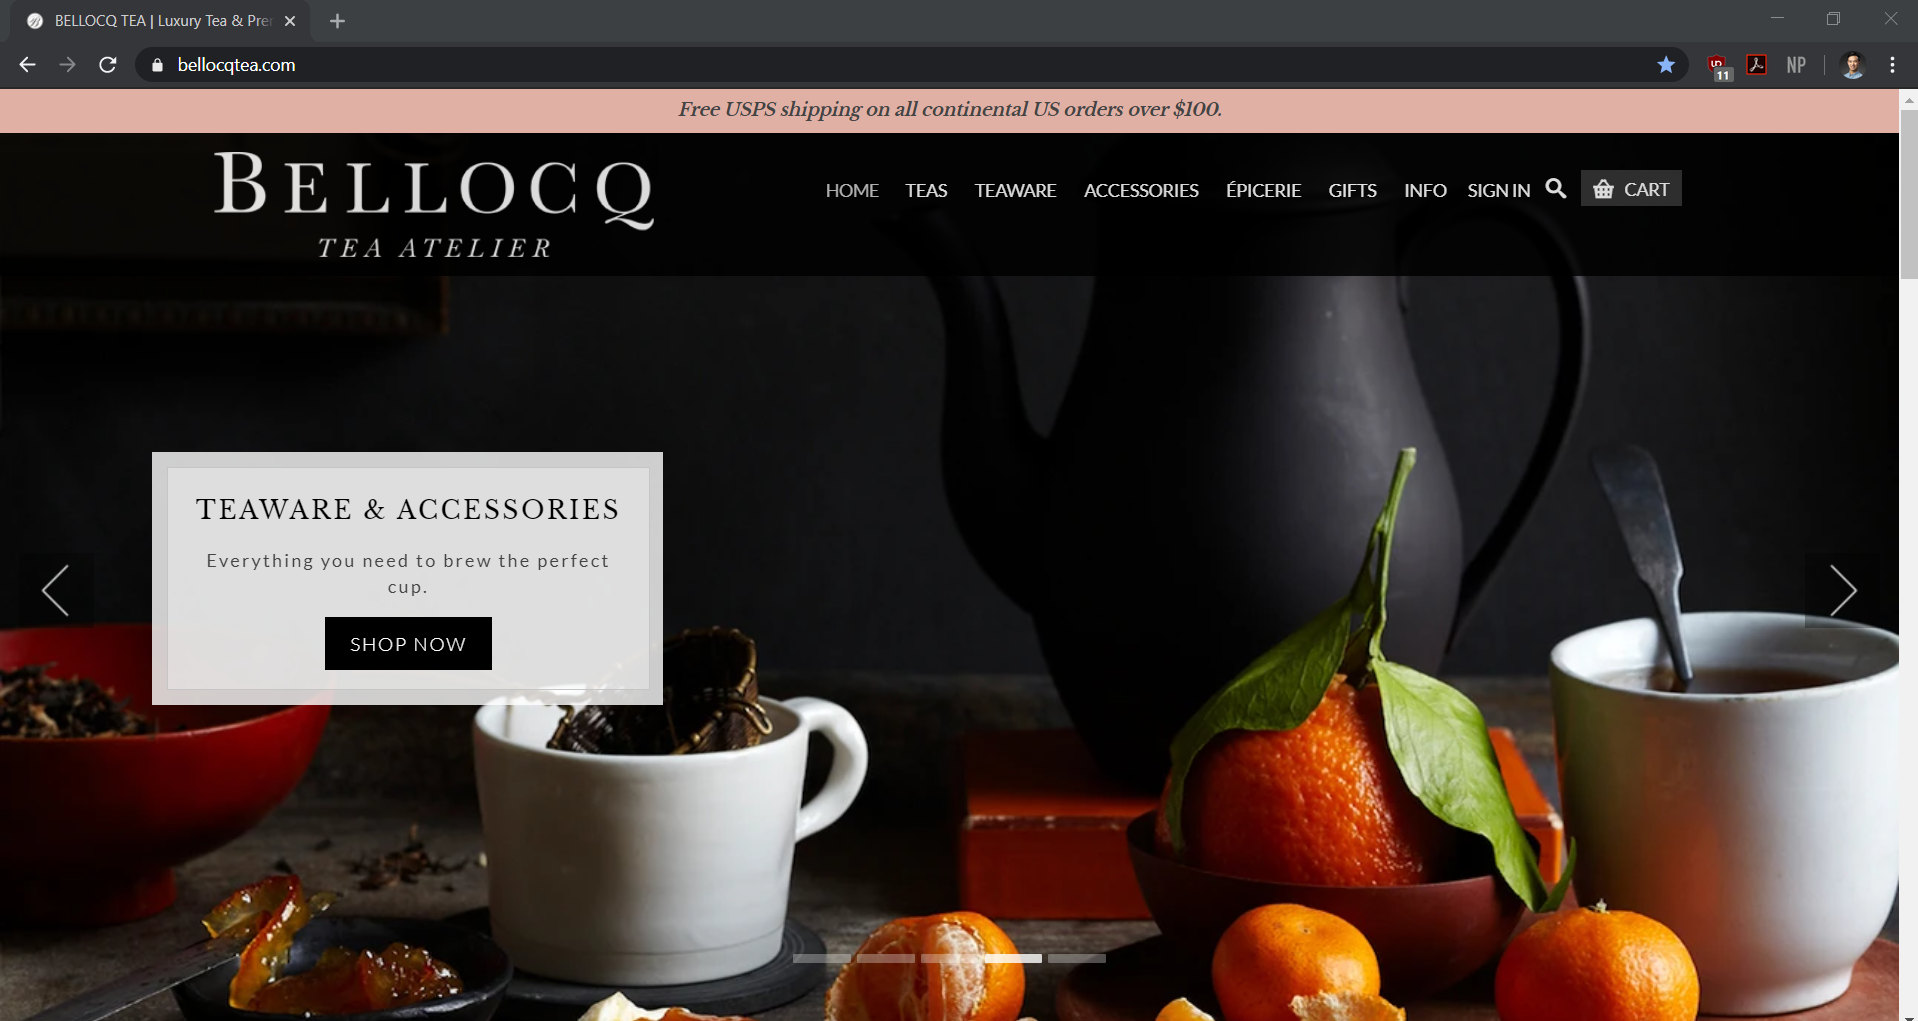 BELLOCQ TEA | Luxury Tea & Pre
bellocqtea.com
11
NP
Free USPS shipping on all continental US orders over $100.
BELLOCQ
TEA ATELIER
HOME TEAS TEAWARE ACCESSORIES ÉPICERIE GIFTS INFO SIGN IN CART
TEAWARE & ACCESSORIES
Everything you need to brew the perfect
cup.
SHOP NOW